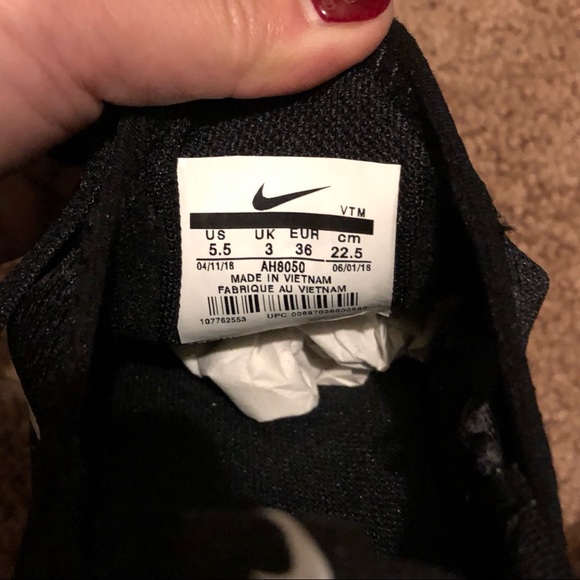 VTM
US UK EUR cm
5.5 3 36 22.5
04/11/18 AH8050 06/01/18
MADE IN VIETNAM
FABRIQUE AU VIETNAM
107762553 UPC